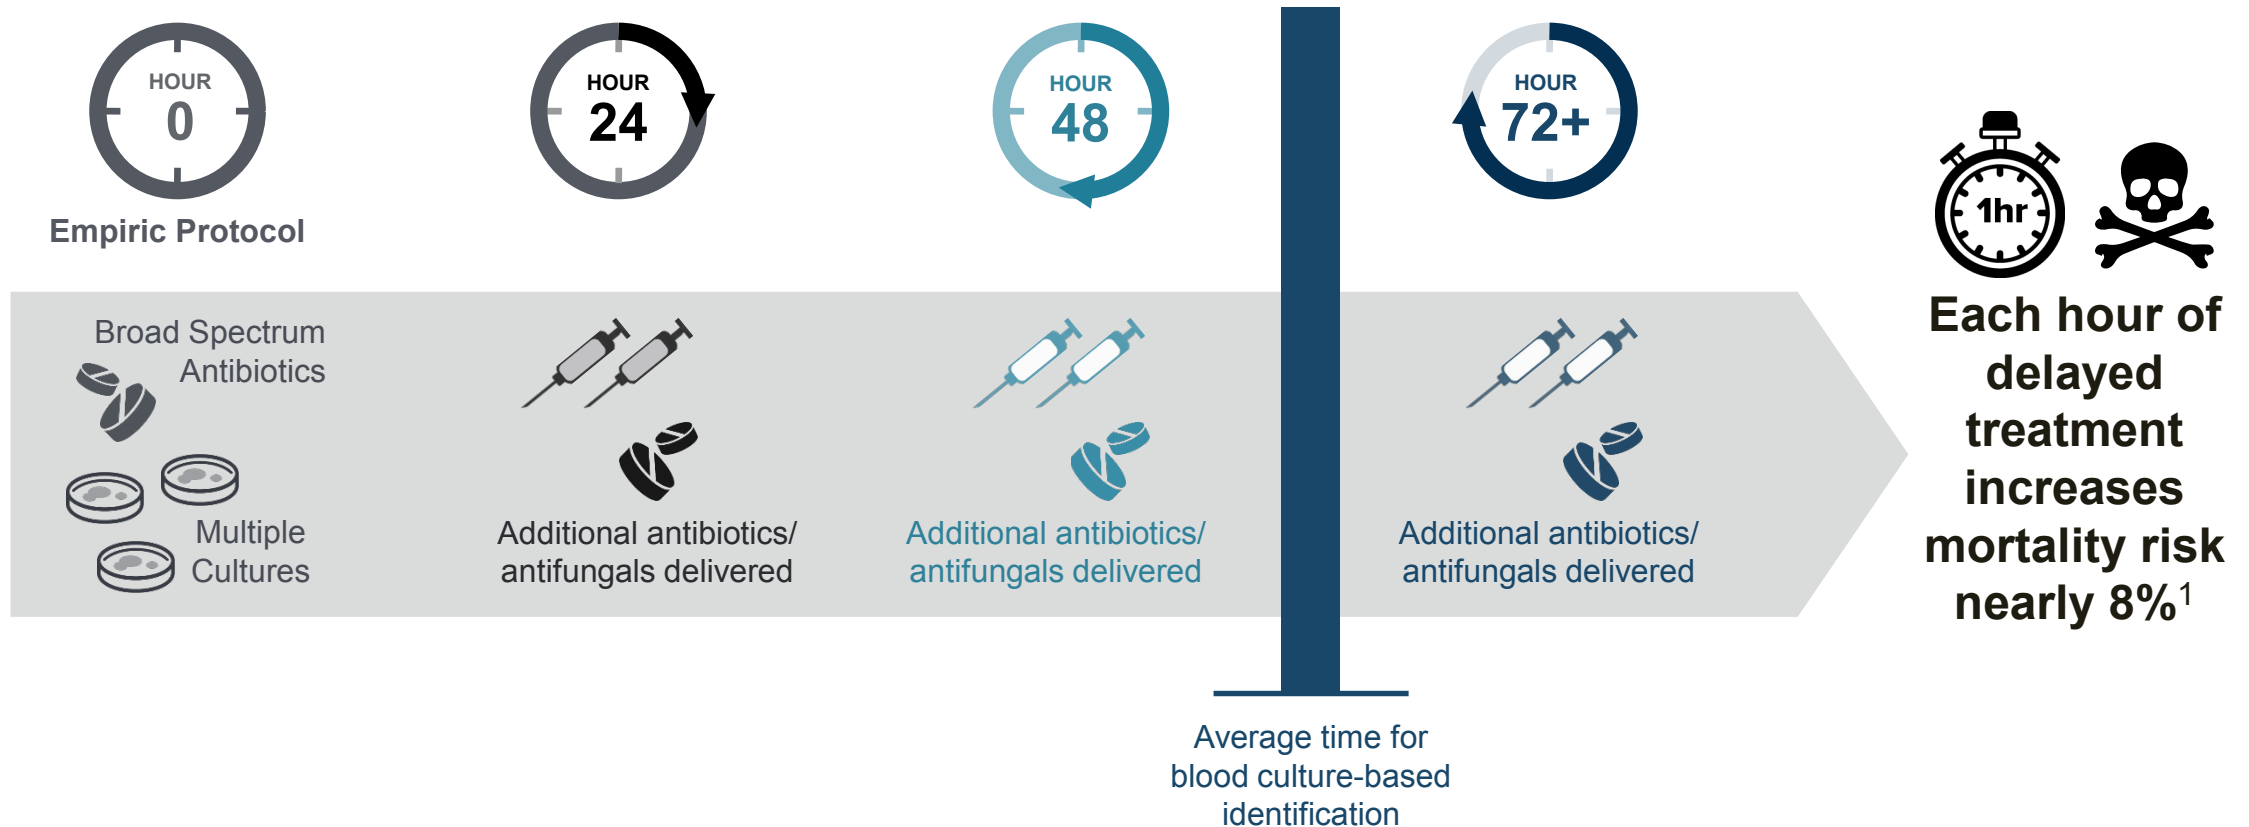 HOUR
0
Empiric Protocol
HOUR
24
HOUR
48
HOUR
72+
Broad Spectrum
Antibiotics
Multiple
Cultures
Additional antibiotics/
antifungals delivered
Additional antibiotics/
antifungals delivered
Additional antibiotics/
antifungals delivered
Average time for
blood culture-based
identification
1hr
Each hour of
delayed
treatment
increases
mortality risk
nearly 8%¹